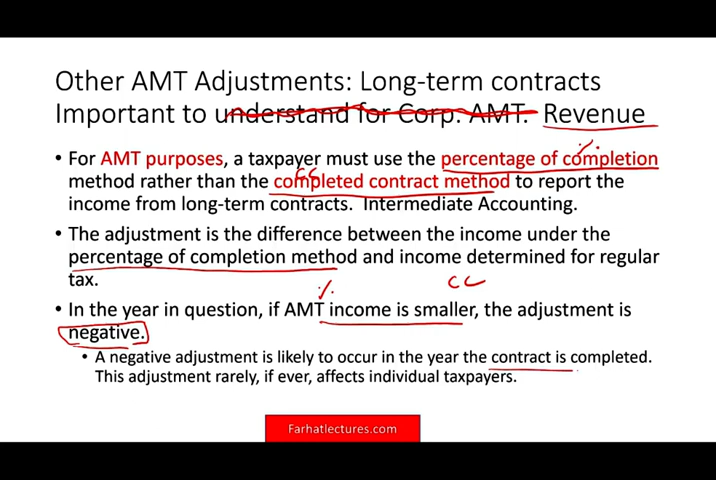 Other AMT Adjustments: Long-term contracts
Important to understand for Corp. AMT. Revenue
• For AMT purposes, a taxpayer must use the percentage of completion
method rather than the completed contract method to report the
income from long-term contracts. Intermediate Accounting.
• The adjustment is the difference between the income under the
percentage of completion method and income determined for regular
tax.
• In the year in question, if AMT income is smaller, the adjustment is
negative.
• A negative adjustment is likely to occur in the year the contract is completed.
This adjustment rarely, if ever, affects individual taxpayers.
Farhatlectures.com
%
CC
CC
%